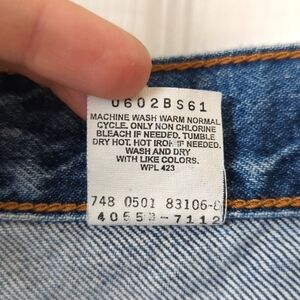 0602BS61
MACHINE WASH WARM NORMAL
CYCLE. ONLY NON CHLORINE
BLEACH IF NEEDED. TUMBLE
DRY HOT. HOT IRON IF NEEDED.
WASH AND DRY
WITH LIKE COLORS.
WPL 423
748 0501 83106-